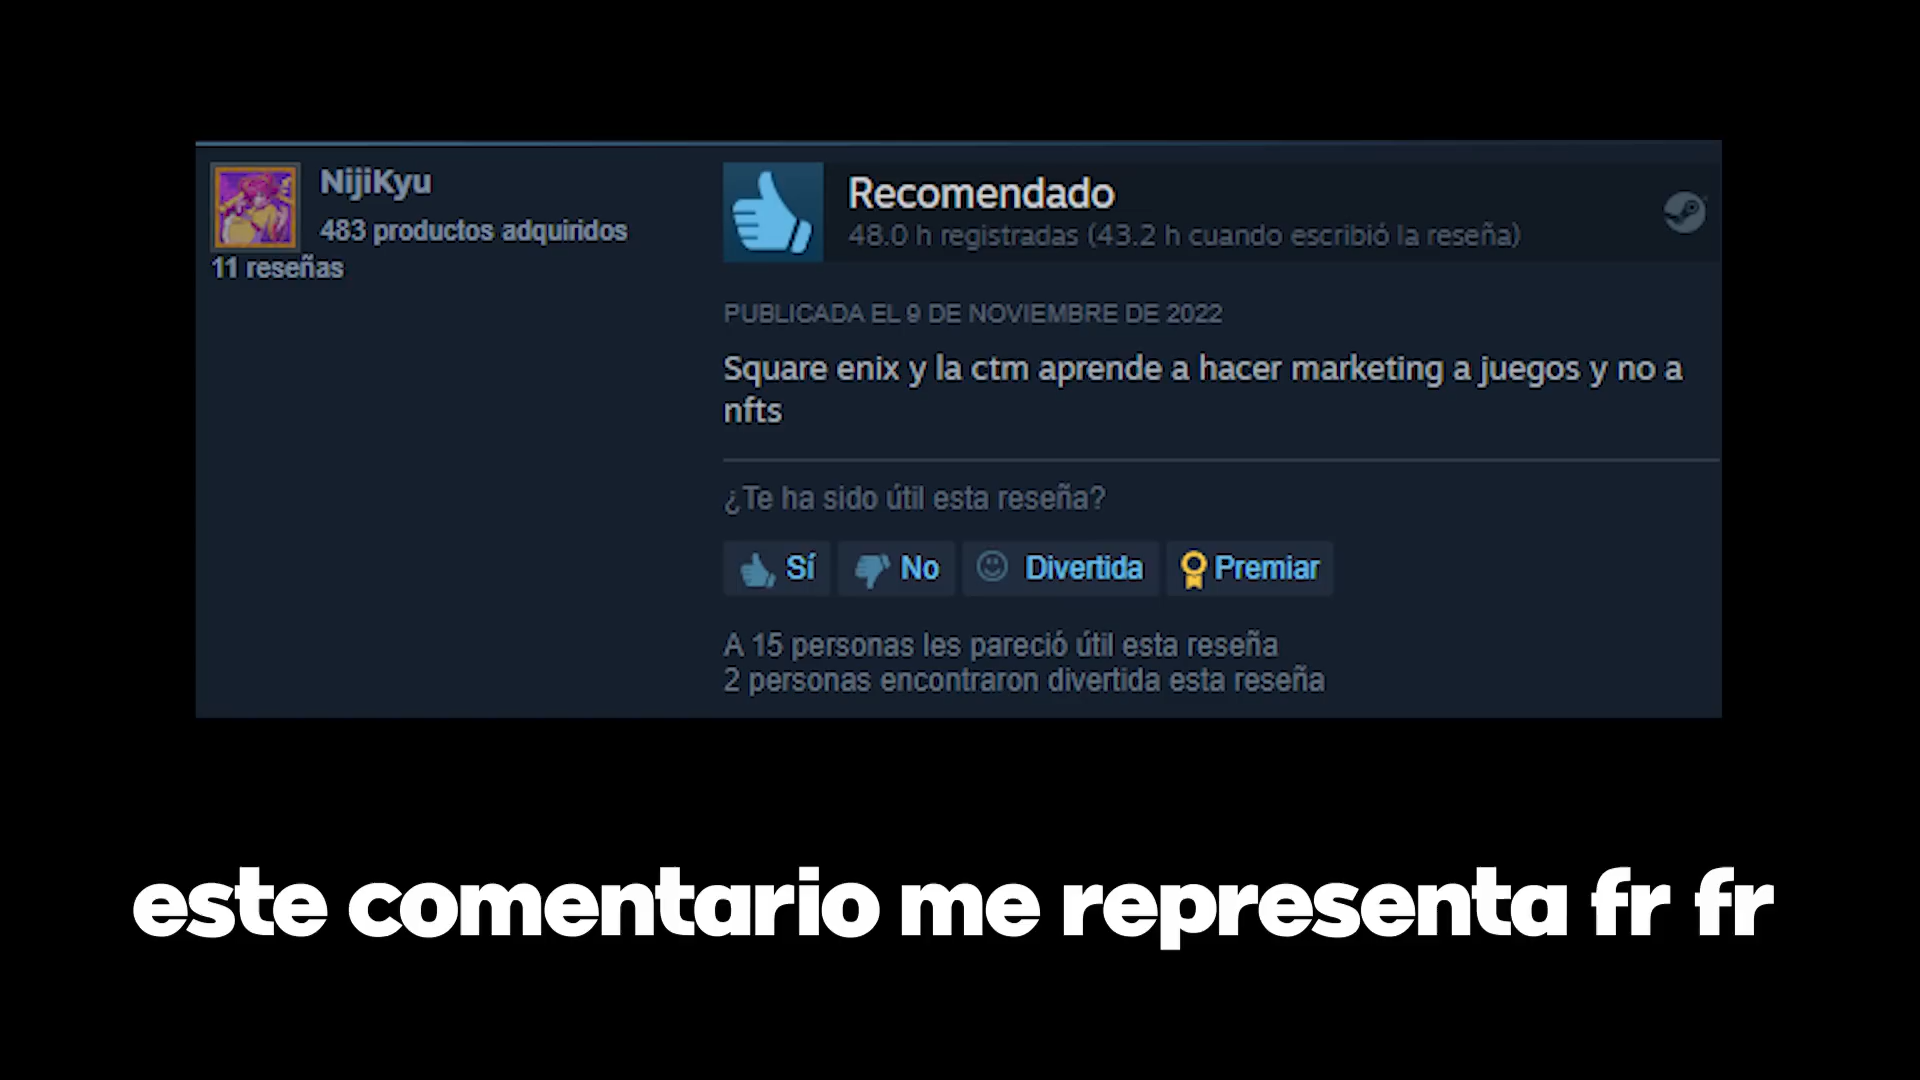 NijiKyu
483 productos adquiridos
11 reseñas
Recomendado
48.0 h registradas (43.2 h cuando escribió la reseña)
PUBLICADA EL 9 DE NOVIEMBRE DE 2022
Square enix y la ctm aprende a hacer marketing a juegos y no a
nfts
¿Te ha sido útil esta reseña?
Sí No Divertida Premiar
A 15 personas les pareció útil esta reseña
2 personas encontraron divertida esta reseña
este comentario me representa fr fr